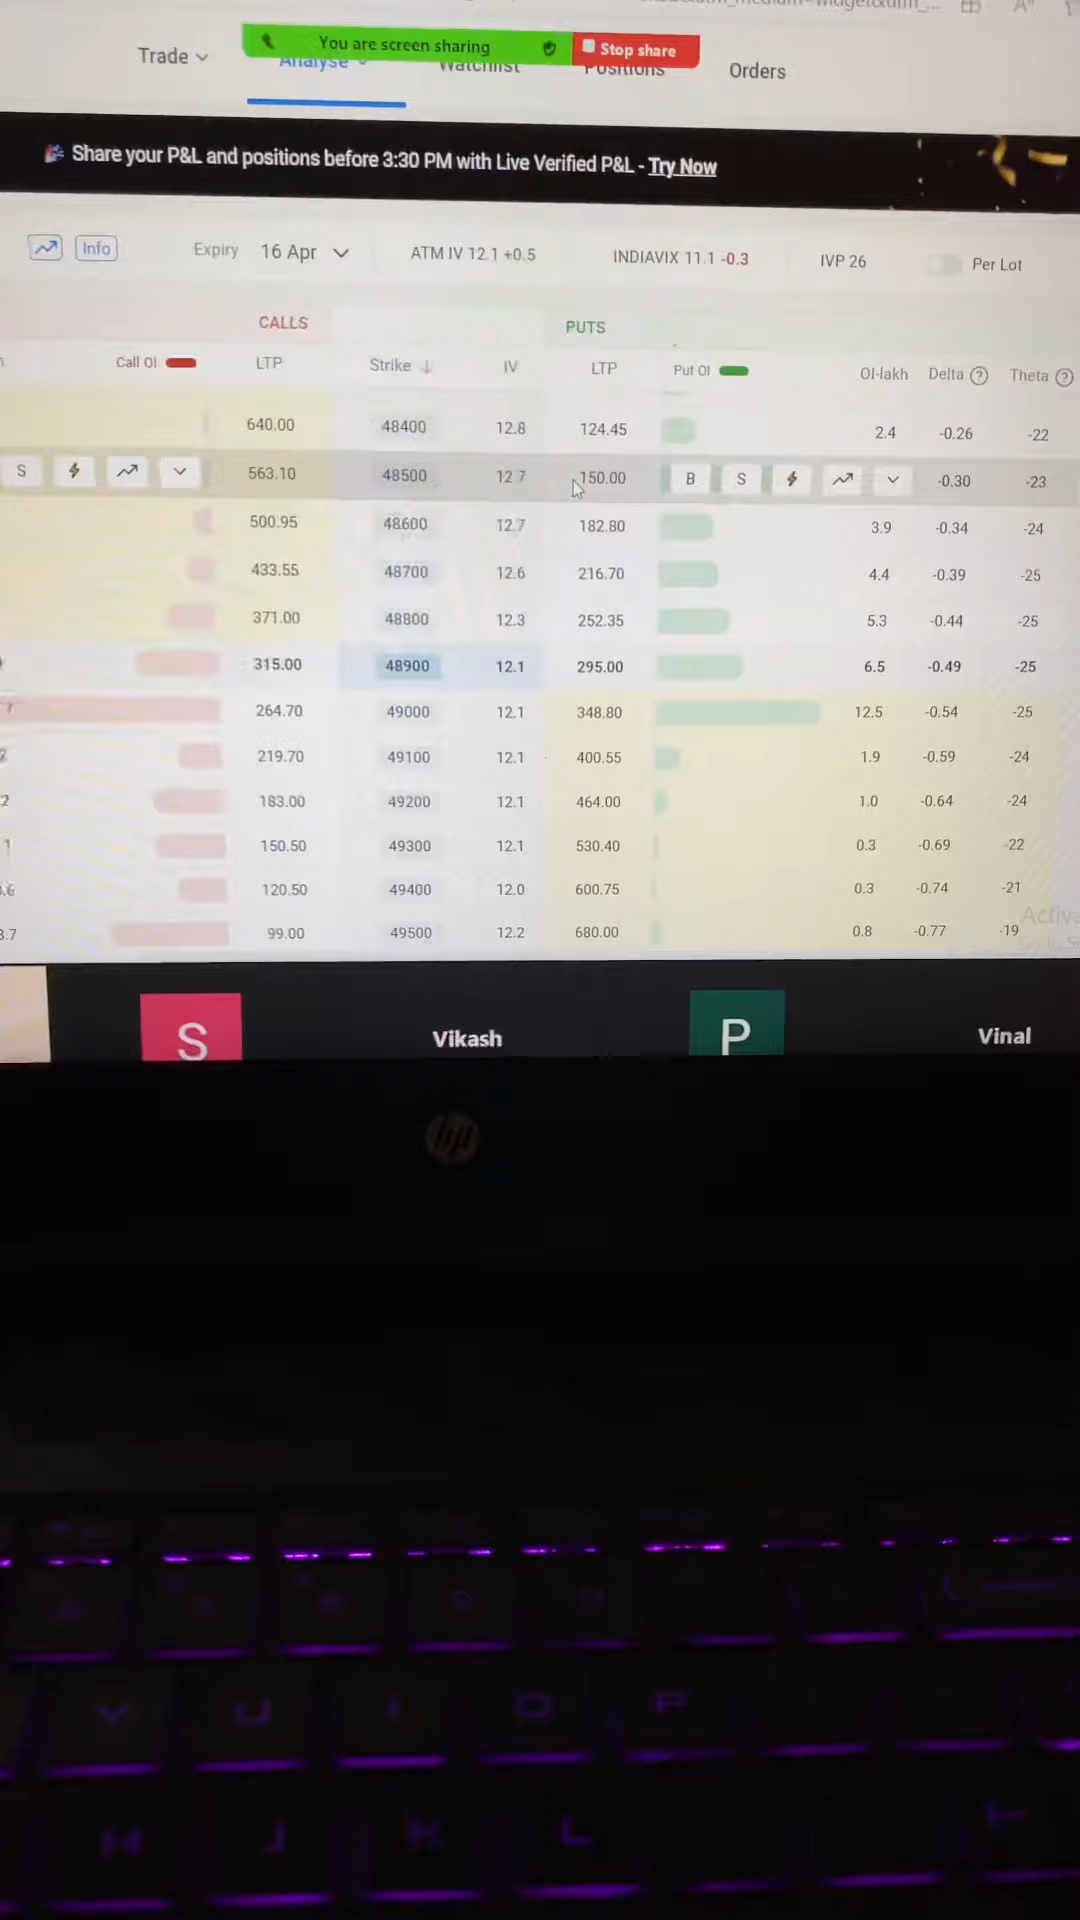 You are screen sharing Stop share
Trade Analyse Watchlist Positions Orders
Share your P&L and positions before 3:30 PM with Live Verified P&L - Try Now
Info Expiry 16 Apr ATM IV 12.1 +0.5 INDIAVIX 11.1 -0.3 IVP 26 Per Lot
CALLS PUTS
Call OI LTP Strike IV LTP Put OI OI-lakh Delta Theta
640.00 48400 12.8 124.45 2.4 -0.26 -22
S 563.10 48500 12.7 150.00 B S -0.30 -23
500.95 48600 12.7 182.80 3.9 -0.34 -24
433.55 48700 12.6 216.70 4.4 -0.39 -25
371.00 48800 12.3 252.35 5.3 -0.44 -25
315.00 48900 12.1 295.00 6.5 -0.49 -25
264.70 49000 12.1 348.80 12.5 -0.54 -25
219.70 49100 12.1 400.55 1.9 -0.59 -24
2 183.00 49200 12.1 464.00 1.0 -0.64 -24
1 150.50 49300 12.1 530.40 0.3 -0.69 -22
.6 120.50 49400 12.0 600.75 0.3 -0.74 -21
3.7 99.00 49500 12.2 680.00 0.8 -0.77 -19
S Vikash P Vinal
hp
Y U I O P
H J K L